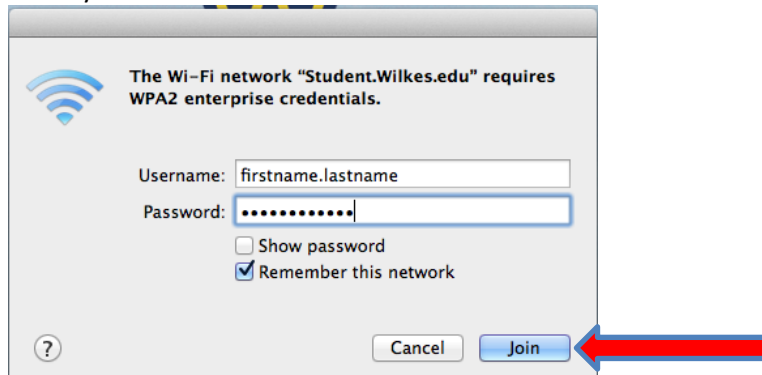 The Wi-Fi network "Student.Wilkes.edu" requires
WPA2 enterprise credentials.
Username: firstname.lastname
Password: ••••••••••••
Show password
Remember this network
? Cancel Join